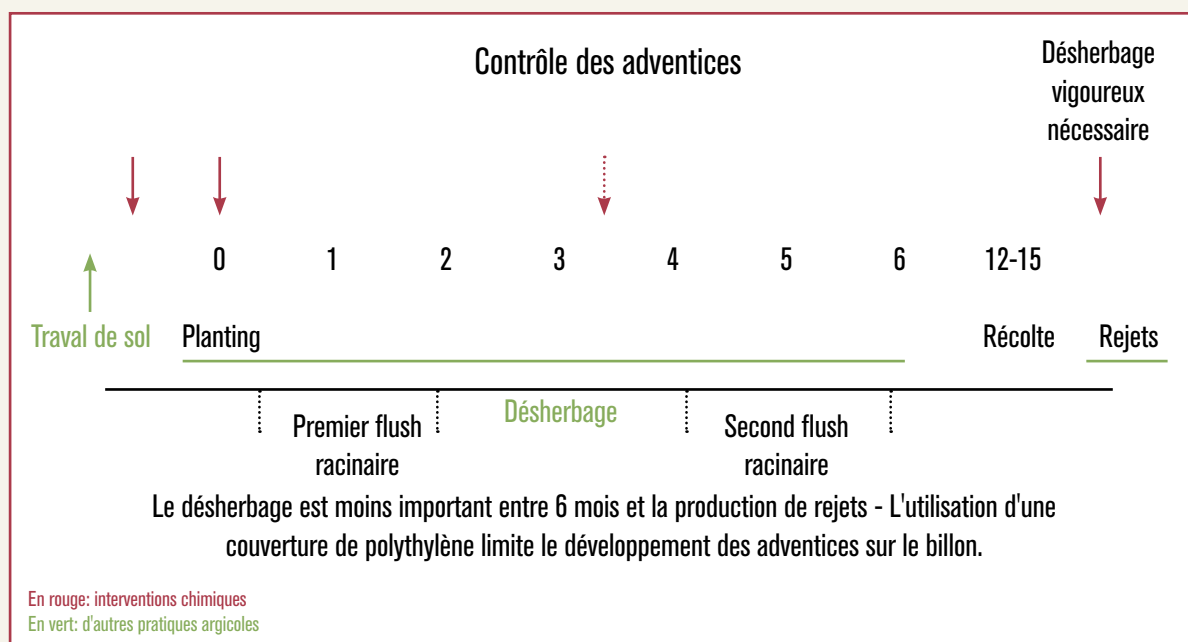 Contrôle des adventices
Désherbage
vigoureux
nécessaire
0 1 2 3 4 5 6 12-15
Traval de sol Planting Récolte Rejets
Premier flush
racinaire
Désherbage
Second flush
racinaire
Le désherbage est moins important entre 6 mois et la production de rejets - L'utilisation d'une
couverture de polythylène limite le développement des adventices sur le billon.
En rouge: interventions chimiques
En vert: d'autres pratiques argicoles